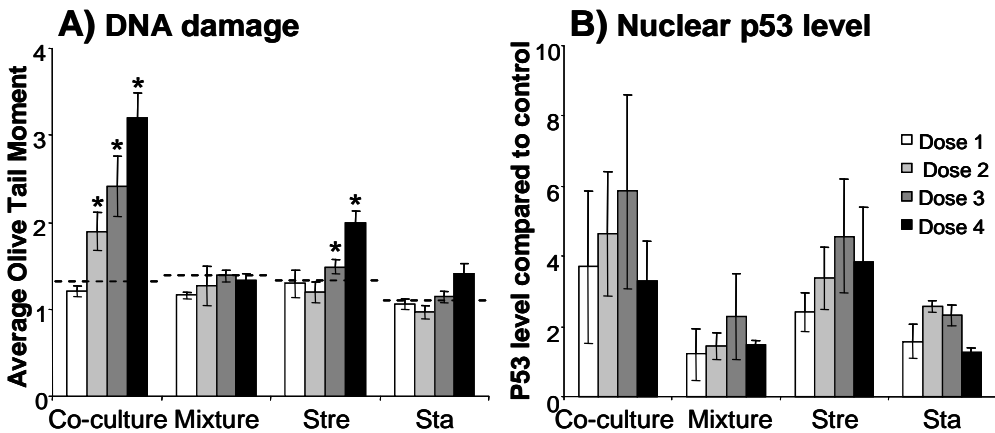 A) DNA damage
Average Olive Tail Moment
4
3
2
1
0
*
*
*
*
*
Co-culture Mixture Stre Sta
B) Nuclear p53 level
P53 level compared to control
10
8
6
4
2
0
Dose 1
Dose 2
Dose 3
Dose 4
Co-culture Mixture Stre Sta